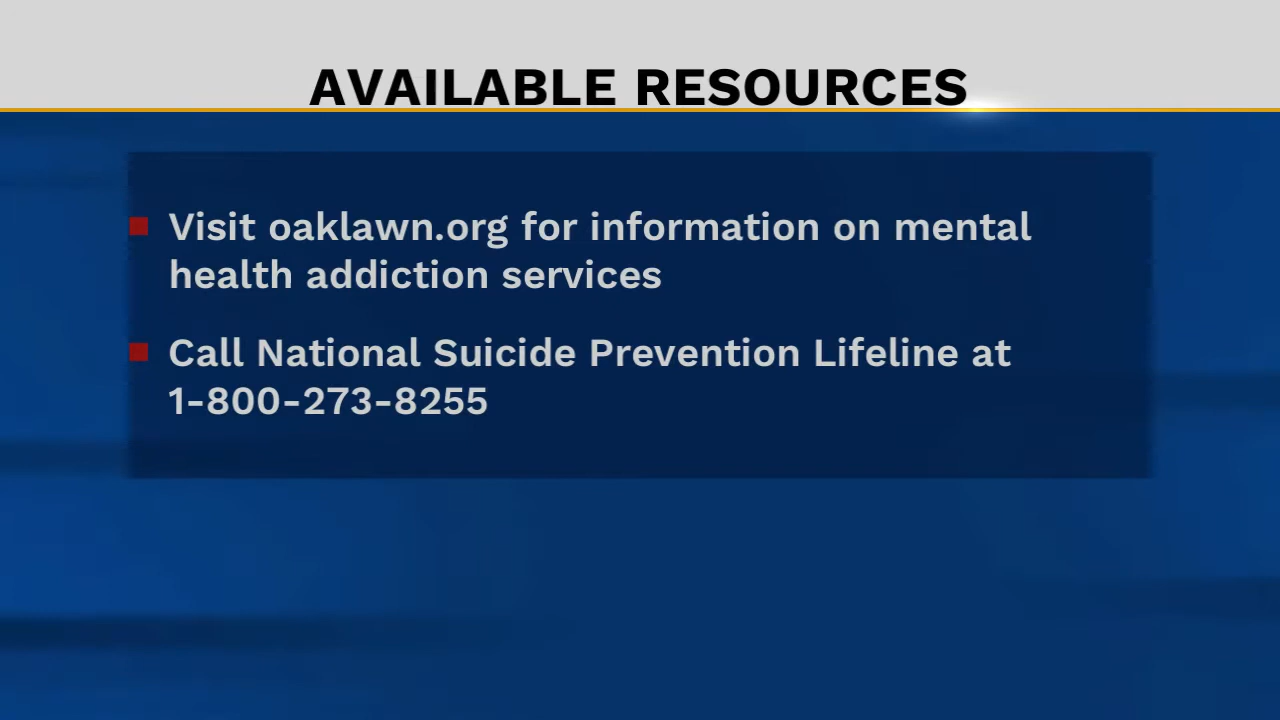 AVAILABLE RESOURCES
Visit oaklawn.org for information on mental
health addiction services
Call National Suicide Prevention Lifeline at
1-800-273-8255